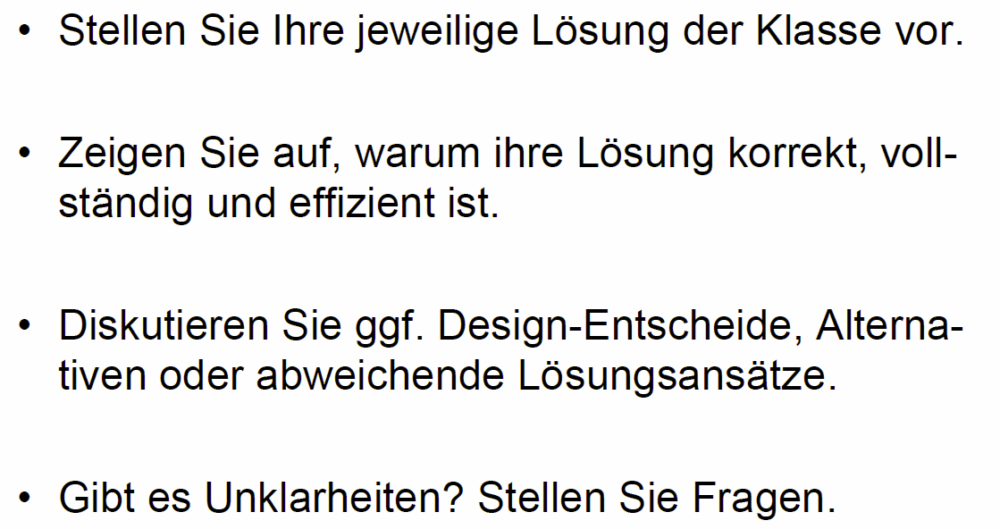 • Stellen Sie Ihre jeweilige Lösung der Klasse vor.
• Zeigen Sie auf, warum ihre Lösung korrekt, voll-
ständig und effizient ist.
• Diskutieren Sie ggf. Design-Entscheide, Alterna-
tiven oder abweichende Lösungsansätze.
• Gibt es Unklarheiten? Stellen Sie Fragen.